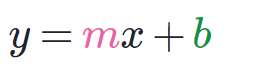 y = mx + b